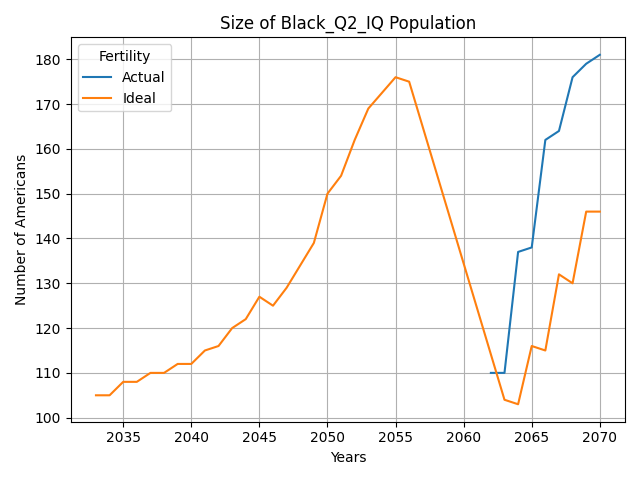 Size of Black_Q2_IQ Population
Fertility
Actual
Ideal
Number of Americans
180
170
160
150
140
130
120
110
100
2035
2040
2045
2050
2055
2060
2065
2070
Years